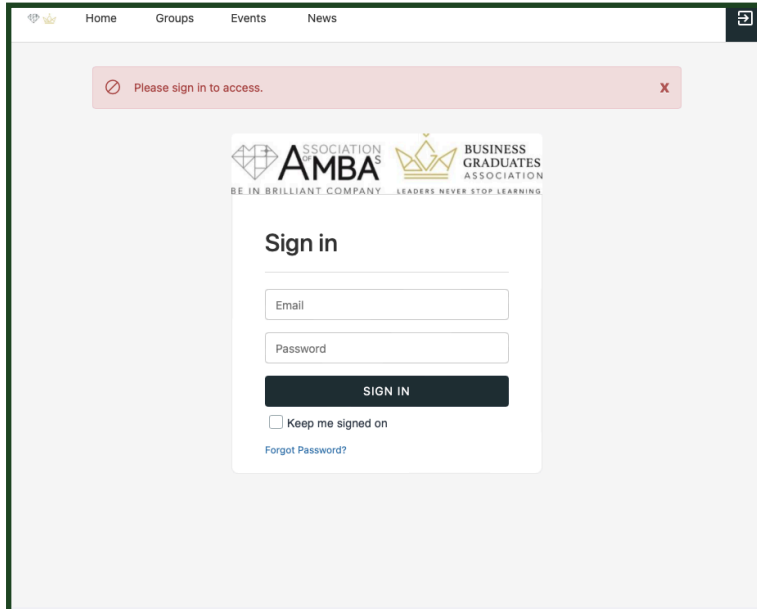 Home Groups Events News
Please sign in to access.
X
ASSOCIATION
OF
AMBAS
BE IN BRILLIANT COMPANY
BUSINESS
GRADUATES
ASSOCIATION
LEADERS NEVER STOP LEARNING
Sign in
Email
Password
SIGN IN
Keep me signed on
Forgot Password?